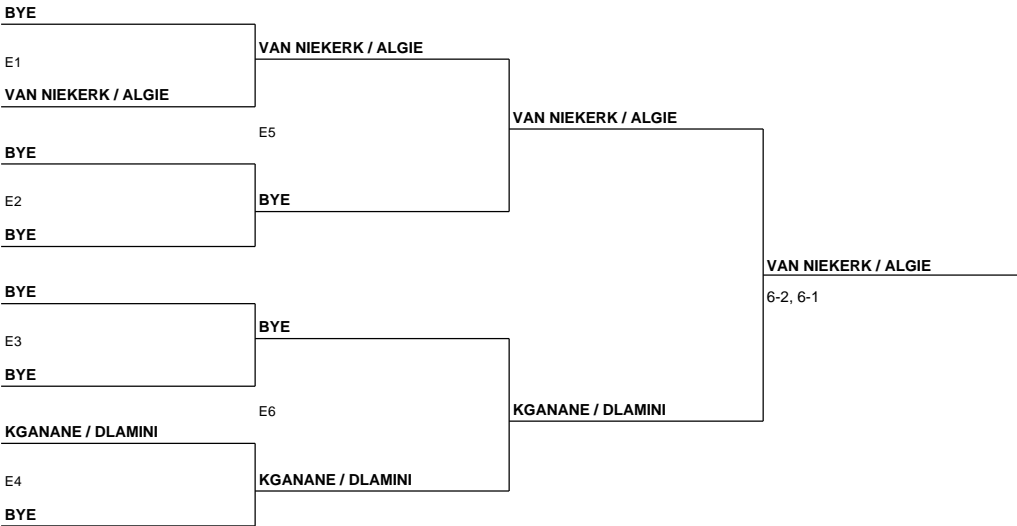 BYE
E1
VAN NIEKERK / ALGIE
VAN NIEKERK / ALGIE
E5
VAN NIEKERK / ALGIE
BYE
E2
BYE
BYE
VAN NIEKERK / ALGIE
6-2, 6-1
BYE
E3
BYE
BYE
E6
KGANANE / DLAMINI
KGANANE / DLAMINI
E4
KGANANE / DLAMINI
BYE